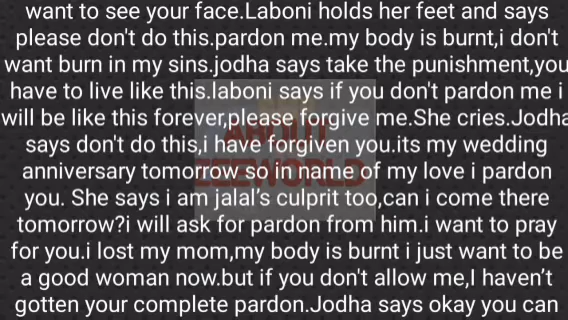 want to see your face.Laboni holds her feet and says
please don't do this.pardon me.my body is burnt,i don't
want burn in my sins.jodha says take the punishment,you
have to live like this.laboni says if you don't pardon me i
will be like this forever,please forgive me.She cries.Jodha
says don't do this,i have forgiven you.its my wedding
anniversary tomorrow so in name of my love i pardon
you. She says i am jalal's culprit too,can i come there
tomorrow?i will ask for pardon from him.i want to pray
for you.i lost my mom,my body is burnt i just want to be
a good woman now.but if you don't allow me,I haven't
gotten your complete pardon.Jodha says okay you can
ABOUT
ZEEWORLD